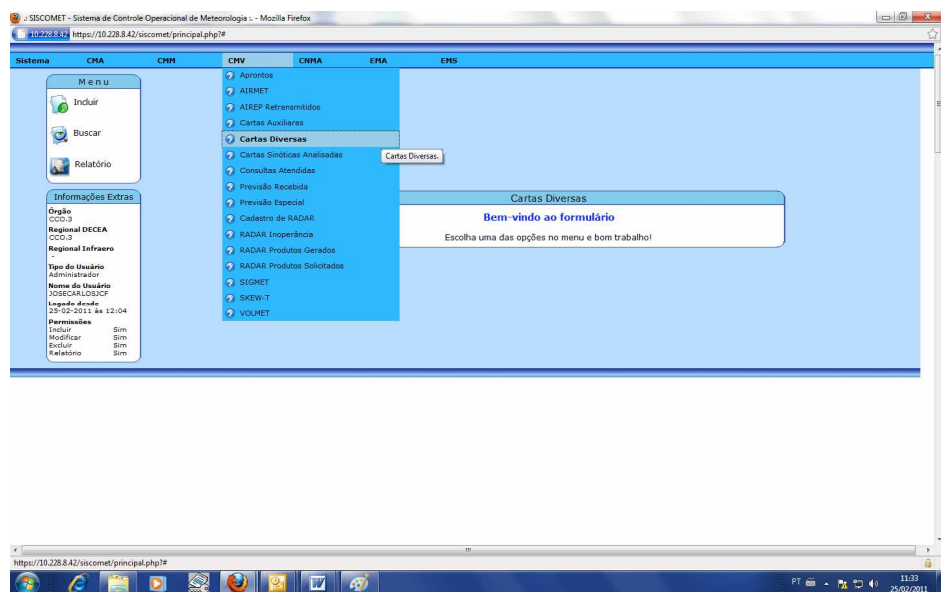 .: SISCOMET - Sistema de Controle Operacional de Meteorologia :. - Mozilla Firefox
10.228.8.42 https://10.228.8.42/siscomet/principal.php?#
Sistema CMA CMM CMV CNMA EMA EMS
Menu
Incluir
Buscar
Relatório
Informações Extras
Órgão
CCO.3
Regional DECEA
CCO.3
Regional Infraero
-
Tipo do Usuário
Administrador
Nome do Usuário
JOSECARLOSJCF
Logado desde
25-02-2011 às 12:04
Permissões
Incluir Sim
Modificar Sim
Excluir Sim
Relatório Sim
Aprontos
AIRMET
AIREP Retransmitidos
Cartas Auxiliares
Cartas Diversas
Cartas Sinóticas Analisadas
Consultas Atendidas
Previsão Recebida
Previsão Especial
Cadastro de RADAR
RADAR Inoperância
RADAR Produtos Gerados
RADAR Produtos Solicitados
SIGMET
SKEW-T
VOLMET
Cartas Diversas.
Cartas Diversas
Bem-vindo ao formulário
Escolha uma das opções no menu e bom trabalho!
https://10.228.8.42/siscomet/principal.php?#
PT
11:33
25/02/2011